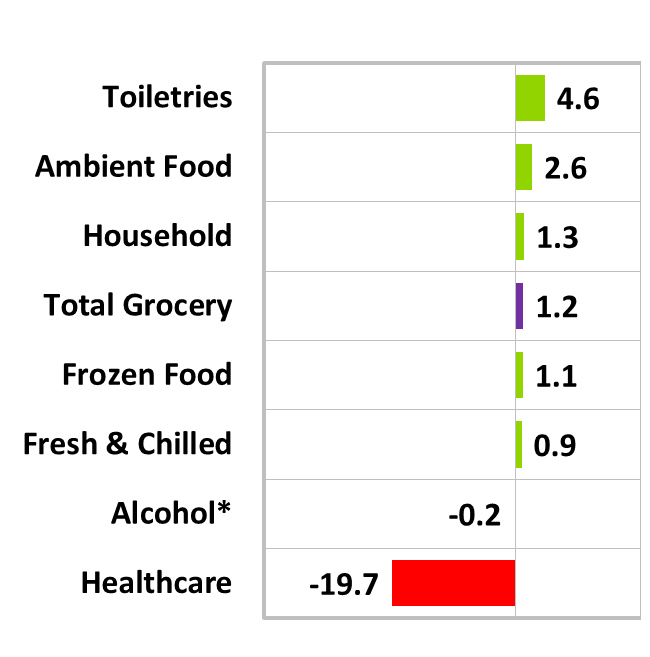 Toiletries 4.6
Ambient Food 2.6
Household 1.3
Total Grocery 1.2
Frozen Food 1.1
Fresh & Chilled 0.9
Alcohol* -0.2
Healthcare -19.7